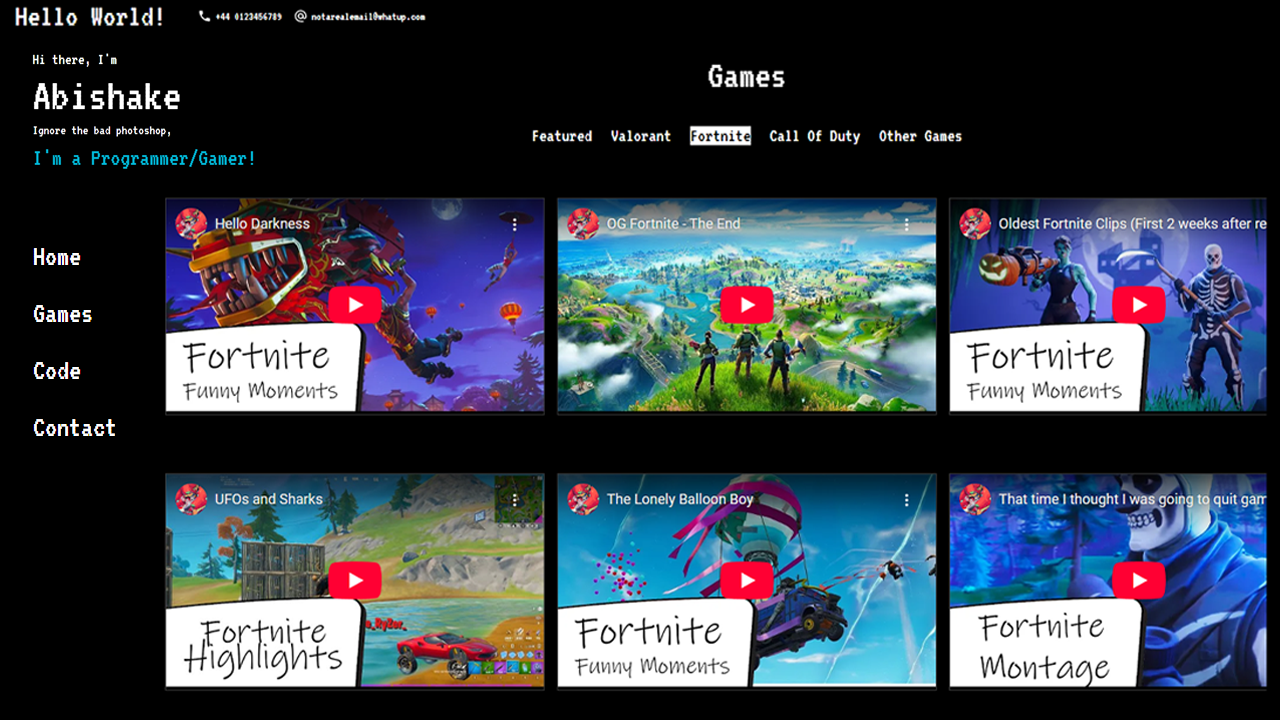 Hello World!
+44 0123456789
notarealemail@whatup.com
Hi there, I'm
Abishake
Ignore the bad photoshop,
I'm a Programmer/Gamer!
Home
Games
Code
Contact
Games
Featured Valorant Fortnite Call Of Duty Other Games
Hello Darkness
Fortnite
Funny Moments
OG Fortnite - The End
Oldest Fortnite Clips (First 2 weeks after re
Fortnite
Funny Moments
UFOs and Sharks
Fortnite
Highlights
The Lonely Balloon Boy
Fortnite
Funny Moments
That time I thought I was going to quit gam
Fortnite
Montage